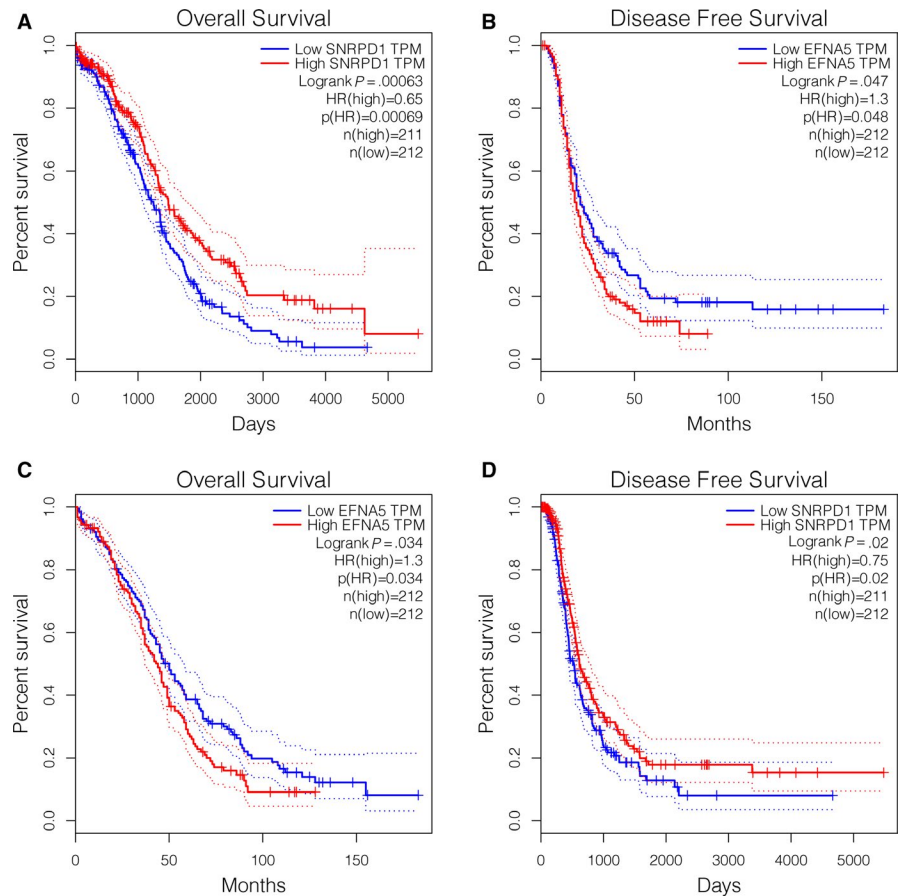 A
Overall Survival
Low SNRPD1 TPM
High SNRPD1 TPM
Logrank P = .00063
HR(high)=0.65
p(HR)=0.00069
n(high)=211
n(low)=212
Percent survival
1.0
0.8
0.6
0.4
0.2
0.0
0 1000 2000 3000 4000 5000
Days
B
Disease Free Survival
Low EFNA5 TPM
High EFNA5 TPM
Logrank P = .047
HR(high)=1.3
p(HR)=0.048
n(high)=212
n(low)=212
Percent survival
1.0
0.8
0.6
0.4
0.2
0.0
0 50 100 150
Months
C
Overall Survival
Low EFNA5 TPM
High EFNA5 TPM
Logrank P = .034
HR(high)=1.3
p(HR)=0.034
n(high)=212
n(low)=212
Percent survival
1.0
0.8
0.6
0.4
0.2
0.0
0 50 100 150
Months
D
Disease Free Survival
Low SNRPD1 TPM
High SNRPD1 TPM
Logrank P = .02
HR(high)=0.75
p(HR)=0.02
n(high)=211
n(low)=212
Percent survival
1.0
0.8
0.6
0.4
0.2
0.0
0 1000 2000 3000 4000 5000
Days